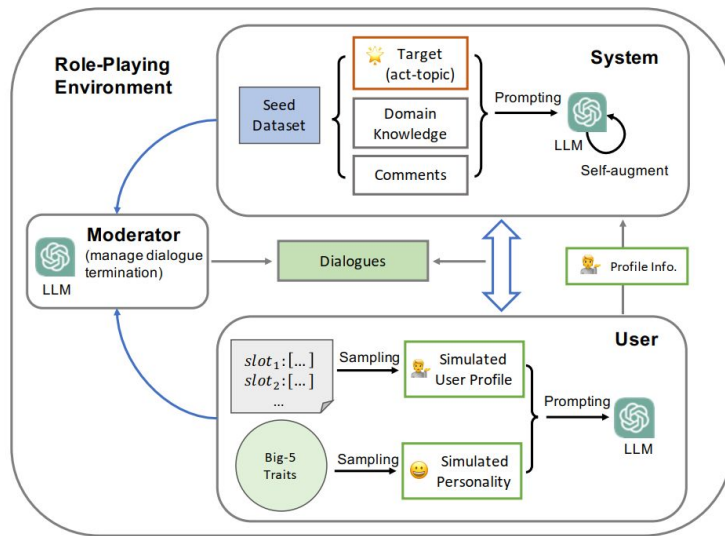 Role-Playing
Environment
System
Seed
Dataset
Target
(act-topic)
Domain
Knowledge
Comments
Prompting
LLM
Self-augment
Moderator
(manage dialogue
termination)
LLM
Dialogues
Profile Info.
User
slot₁:[...]
slot₂:[...]
...
Sampling
Simulated
User Profile
Big-5
Traits
Sampling
Simulated
Personality
Prompting
LLM